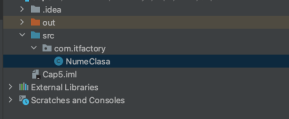 .idea
out
src
com.itfactory
NumeClasa
Cap5.iml
External Libraries
Scratches and Consoles